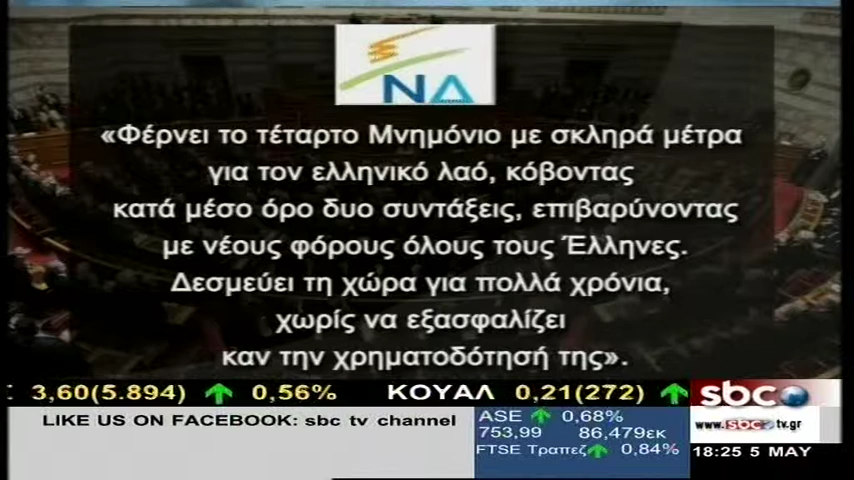 ΝΔ
«Φέρνει το τέταρτο Μνημόνιο με σκληρά μέτρα
για τον ελληνικό λαό, κόβοντας
κατά μέσο όρο δυο συντάξεις, επιβαρύνοντας
με νέους φόρους όλους τους Έλληνες.
Δεσμεύει τη χώρα για πολλά χρόνια,
χωρίς να εξασφαλίζει
καν την χρηματοδότησή της».
3,60(5.894) 0,56% ΚΟΥΑΛ 0,21(272)
sbc
LIKE US ON FACEBOOK: sbc tv channel
ASE 0,68%
753,99 86,479εκ
FTSE Τραπεζ 0,84%
www.sbctv.gr
18:25 5 MAY